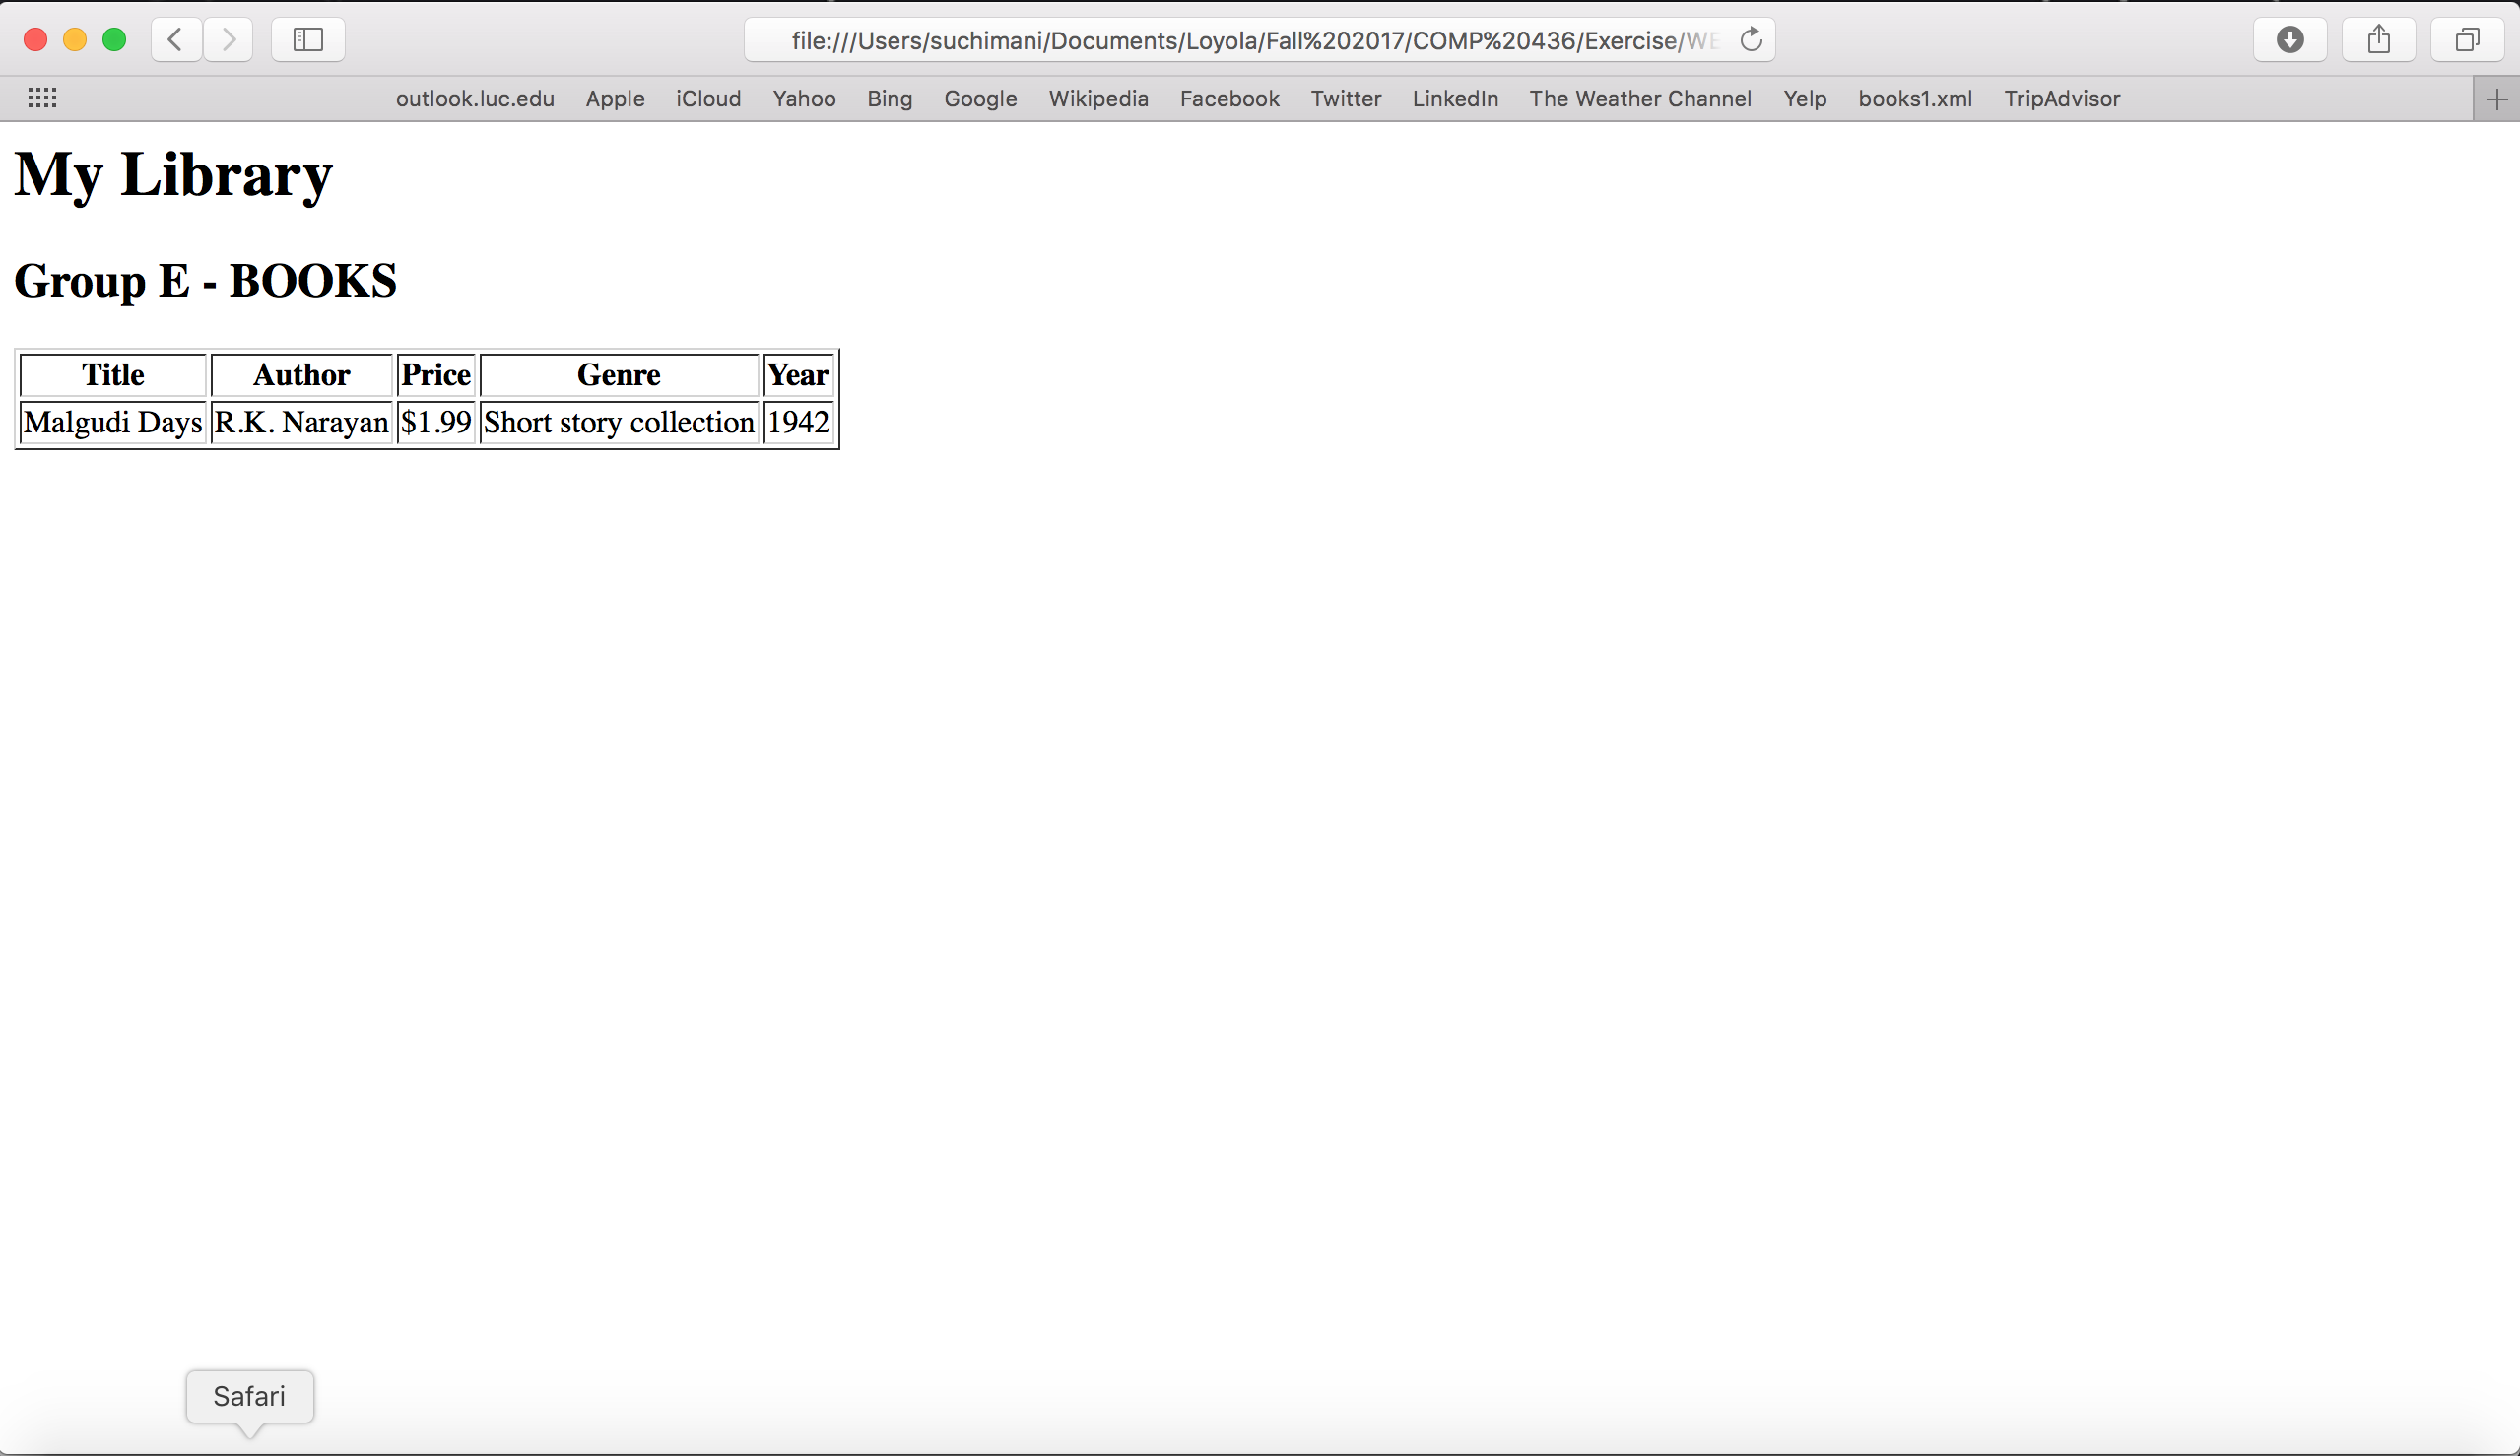 file:///Users/suchimani/Documents/Loyola/Fall%202017/COMP%20436/Exercise/WE
outlook.luc.edu Apple iCloud Yahoo Bing Google Wikipedia Facebook Twitter LinkedIn The Weather Channel Yelp books1.xml TripAdvisor
My Library
Group E - BOOKS
Title Author Price Genre Year
Malgudi Days R.K. Narayan $1.99 Short story collection 1942
Safari